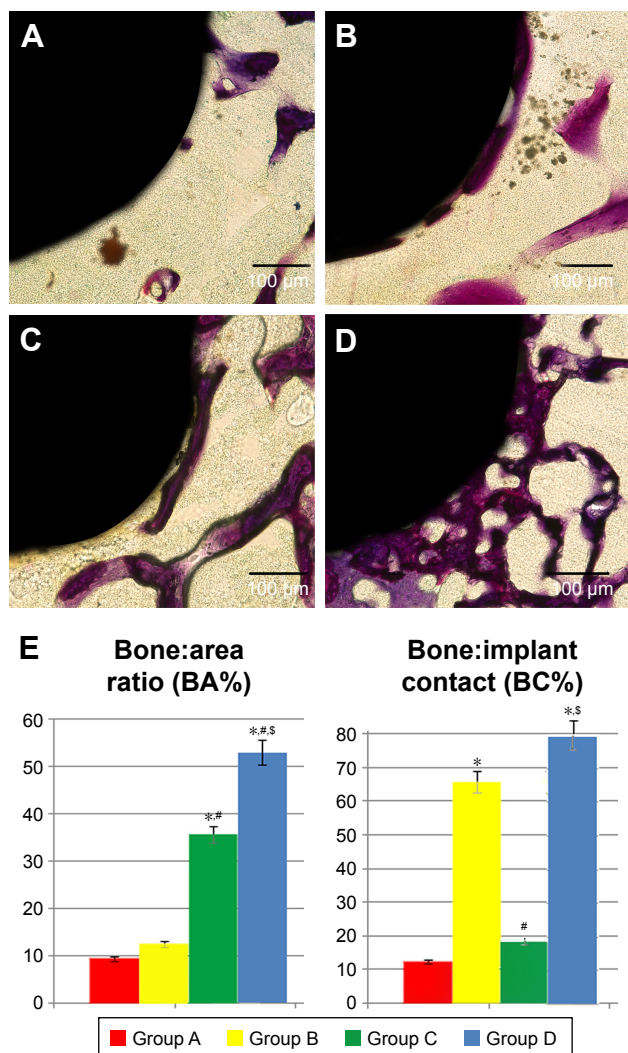 A
B
100 µm
100 µm
C
D
100 µm
100 µm
E
Bone:area
ratio (BA%)
Bone:implant
contact (BC%)
60
50
40
30
20
10
0
*,#
*,#,$
80
70
60
50
40
30
20
10
0
*
#
*,$
Group A
Group B
Group C
Group D